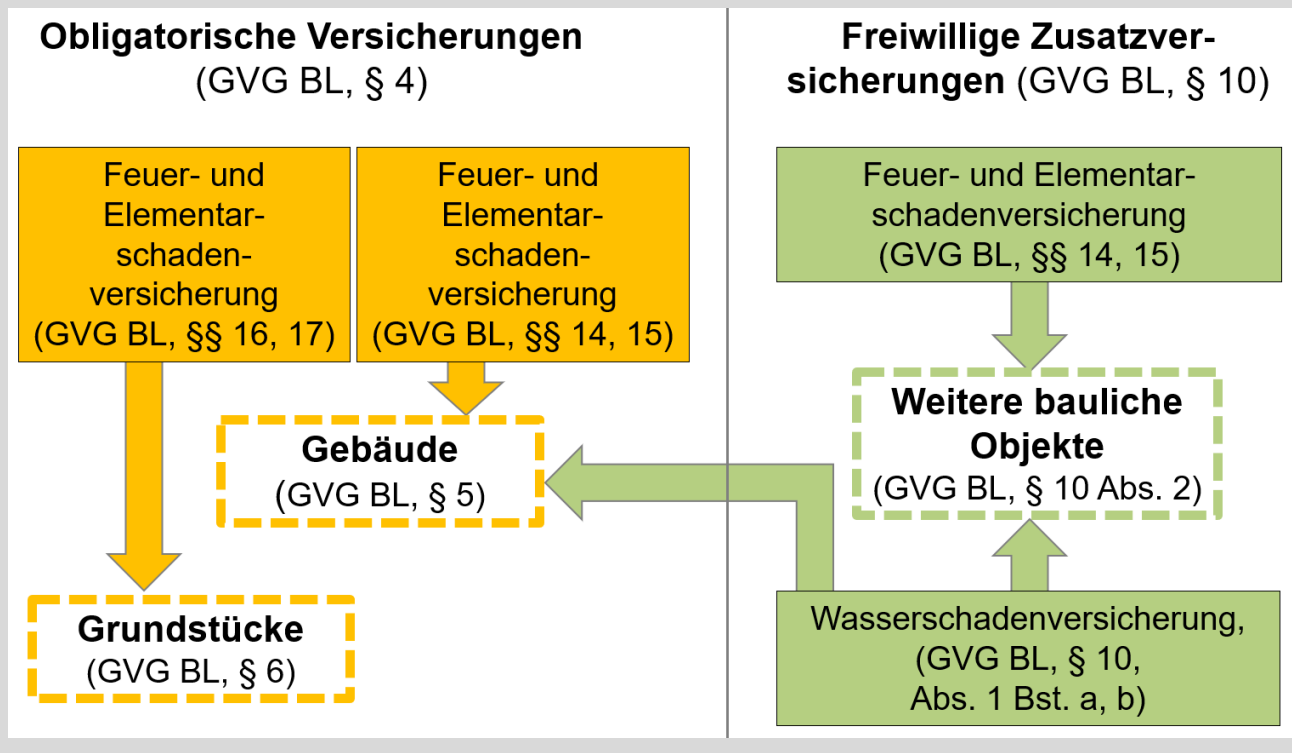 Obligatorische Versicherungen
(GVG BL, § 4)
Freiwillige Zusatzver-
sicherungen (GVG BL, § 10)
Feuer- und
Elementar-
schaden-
versicherung
(GVG BL, §§ 16, 17)
Feuer- und
Elementar-
schaden-
versicherung
(GVG BL, §§ 14, 15)
Feuer- und Elementar-
schadenversicherung
(GVG BL, §§ 14, 15)
Gebäude
(GVG BL, § 5)
Weitere bauliche
Objekte
(GVG BL, § 10 Abs. 2)
Grundstücke
(GVG BL, § 6)
Wasserschadenversicherung,
(GVG BL, § 10,
Abs. 1 Bst. a, b)